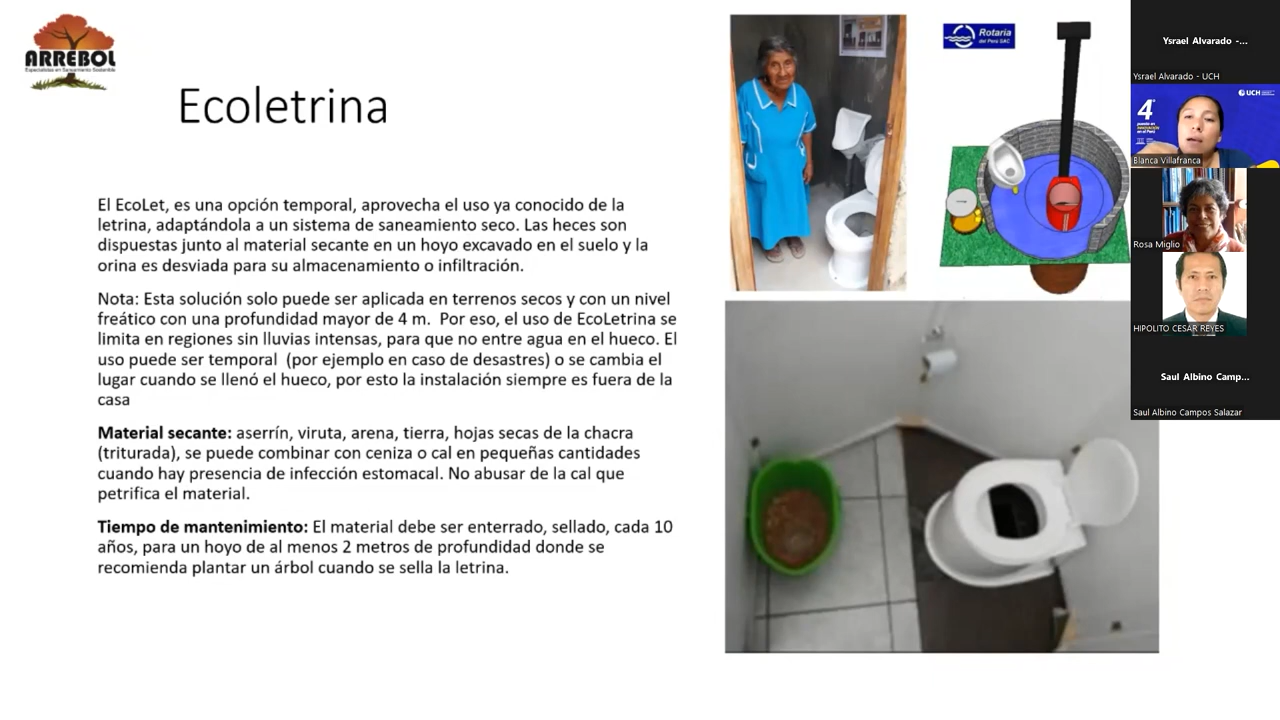 ARREBOL
Especialistas en Saneamiento Sostenible
Ecoletrina
El EcoLet, es una opción temporal, aprovecha el uso ya conocido de la
letrina, adaptándola a un sistema de saneamiento seco. Las heces son
dispuestas junto al material secante en un hoyo excavado en el suelo y la
orina es desviada para su almacenamiento o infiltración.
Nota: Esta solución solo puede ser aplicada en terrenos secos y con un nivel
freático con una profundidad mayor de 4 m. Por eso, el uso de EcoLetrina se
limita en regiones sin lluvias intensas, para que no entre agua en el hueco. El
uso puede ser temporal (por ejemplo en caso de desastres) o se cambia el
lugar cuando se llenó el hueco, por esto la instalación siempre es fuera de la
casa
Material secante: aserrín, viruta, arena, tierra, hojas secas de la chacra
(triturada), se puede combinar con ceniza o cal en pequeñas cantidades
cuando hay presencia de infección estomacal. No abusar de la cal que
petrifica el material.
Tiempo de mantenimiento: El material debe ser enterrado, sellado, cada 10
años, para un hoyo de al menos 2 metros de profundidad donde se
recomienda plantar un árbol cuando se sella la letrina.
Rotaria
del Perú SAC
Ysrael Alvarado -...
Ysrael Alvarado - UCH
UCH
4°
puesto en
INNOVACIÓN
en el Perú
Blanca Villafranca
Rosa Miglio
HIPOLITO CESAR REYES
Saul Albino Camp...
Saul Albino Campos Salazar